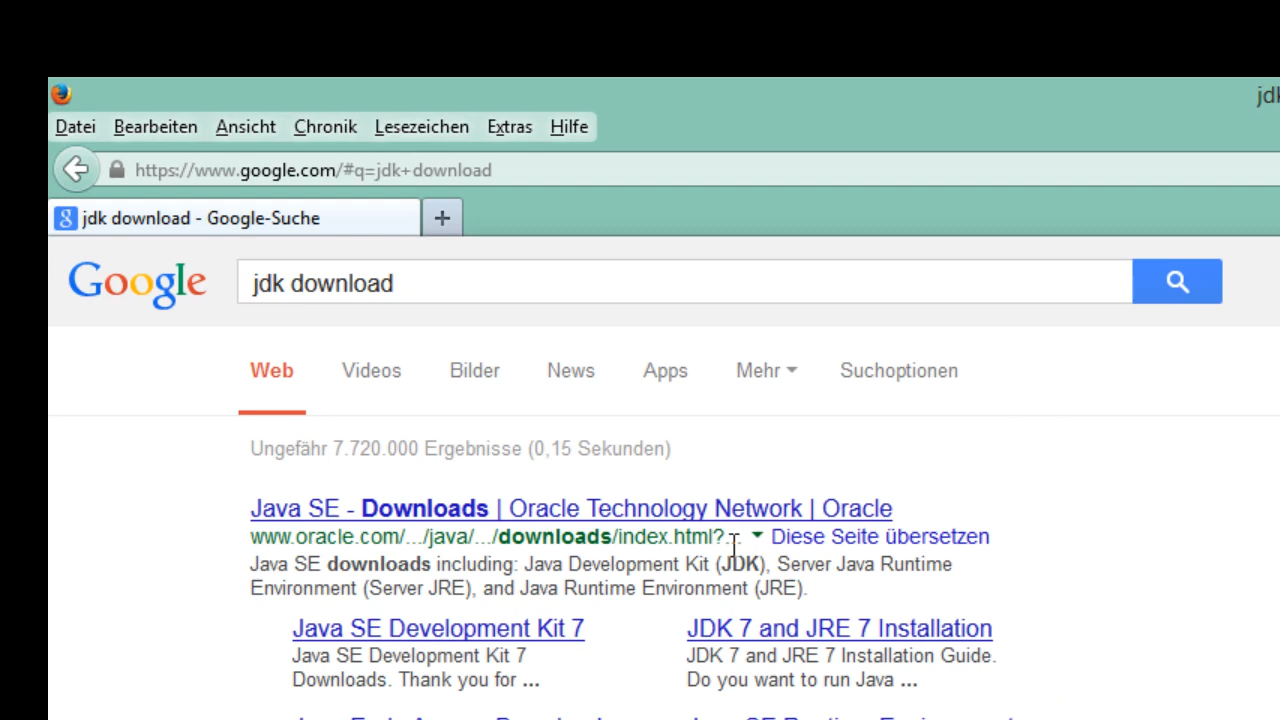 jdk
Datei Bearbeiten Ansicht Chronik Lesezeichen Extras Hilfe
https://www.google.com/#q=jdk+download
jdk download - Google-Suche
Google jdk download
Web Videos Bilder News Apps Mehr Suchoptionen
Ungefähr 7.720.000 Ergebnisse (0,15 Sekunden)
Java SE - Downloads | Oracle Technology Network | Oracle
www.oracle.com/.../java/.../downloads/index.html?... Diese Seite übersetzen
Java SE downloads including: Java Development Kit (JDK), Server Java Runtime
Environment (Server JRE), and Java Runtime Environment (JRE).
Java SE Development Kit 7 JDK 7 and JRE 7 Installation
Java SE Development Kit 7 JDK 7 and JRE 7 Installation Guide.
Downloads. Thank you for ... Do you want to run Java ...